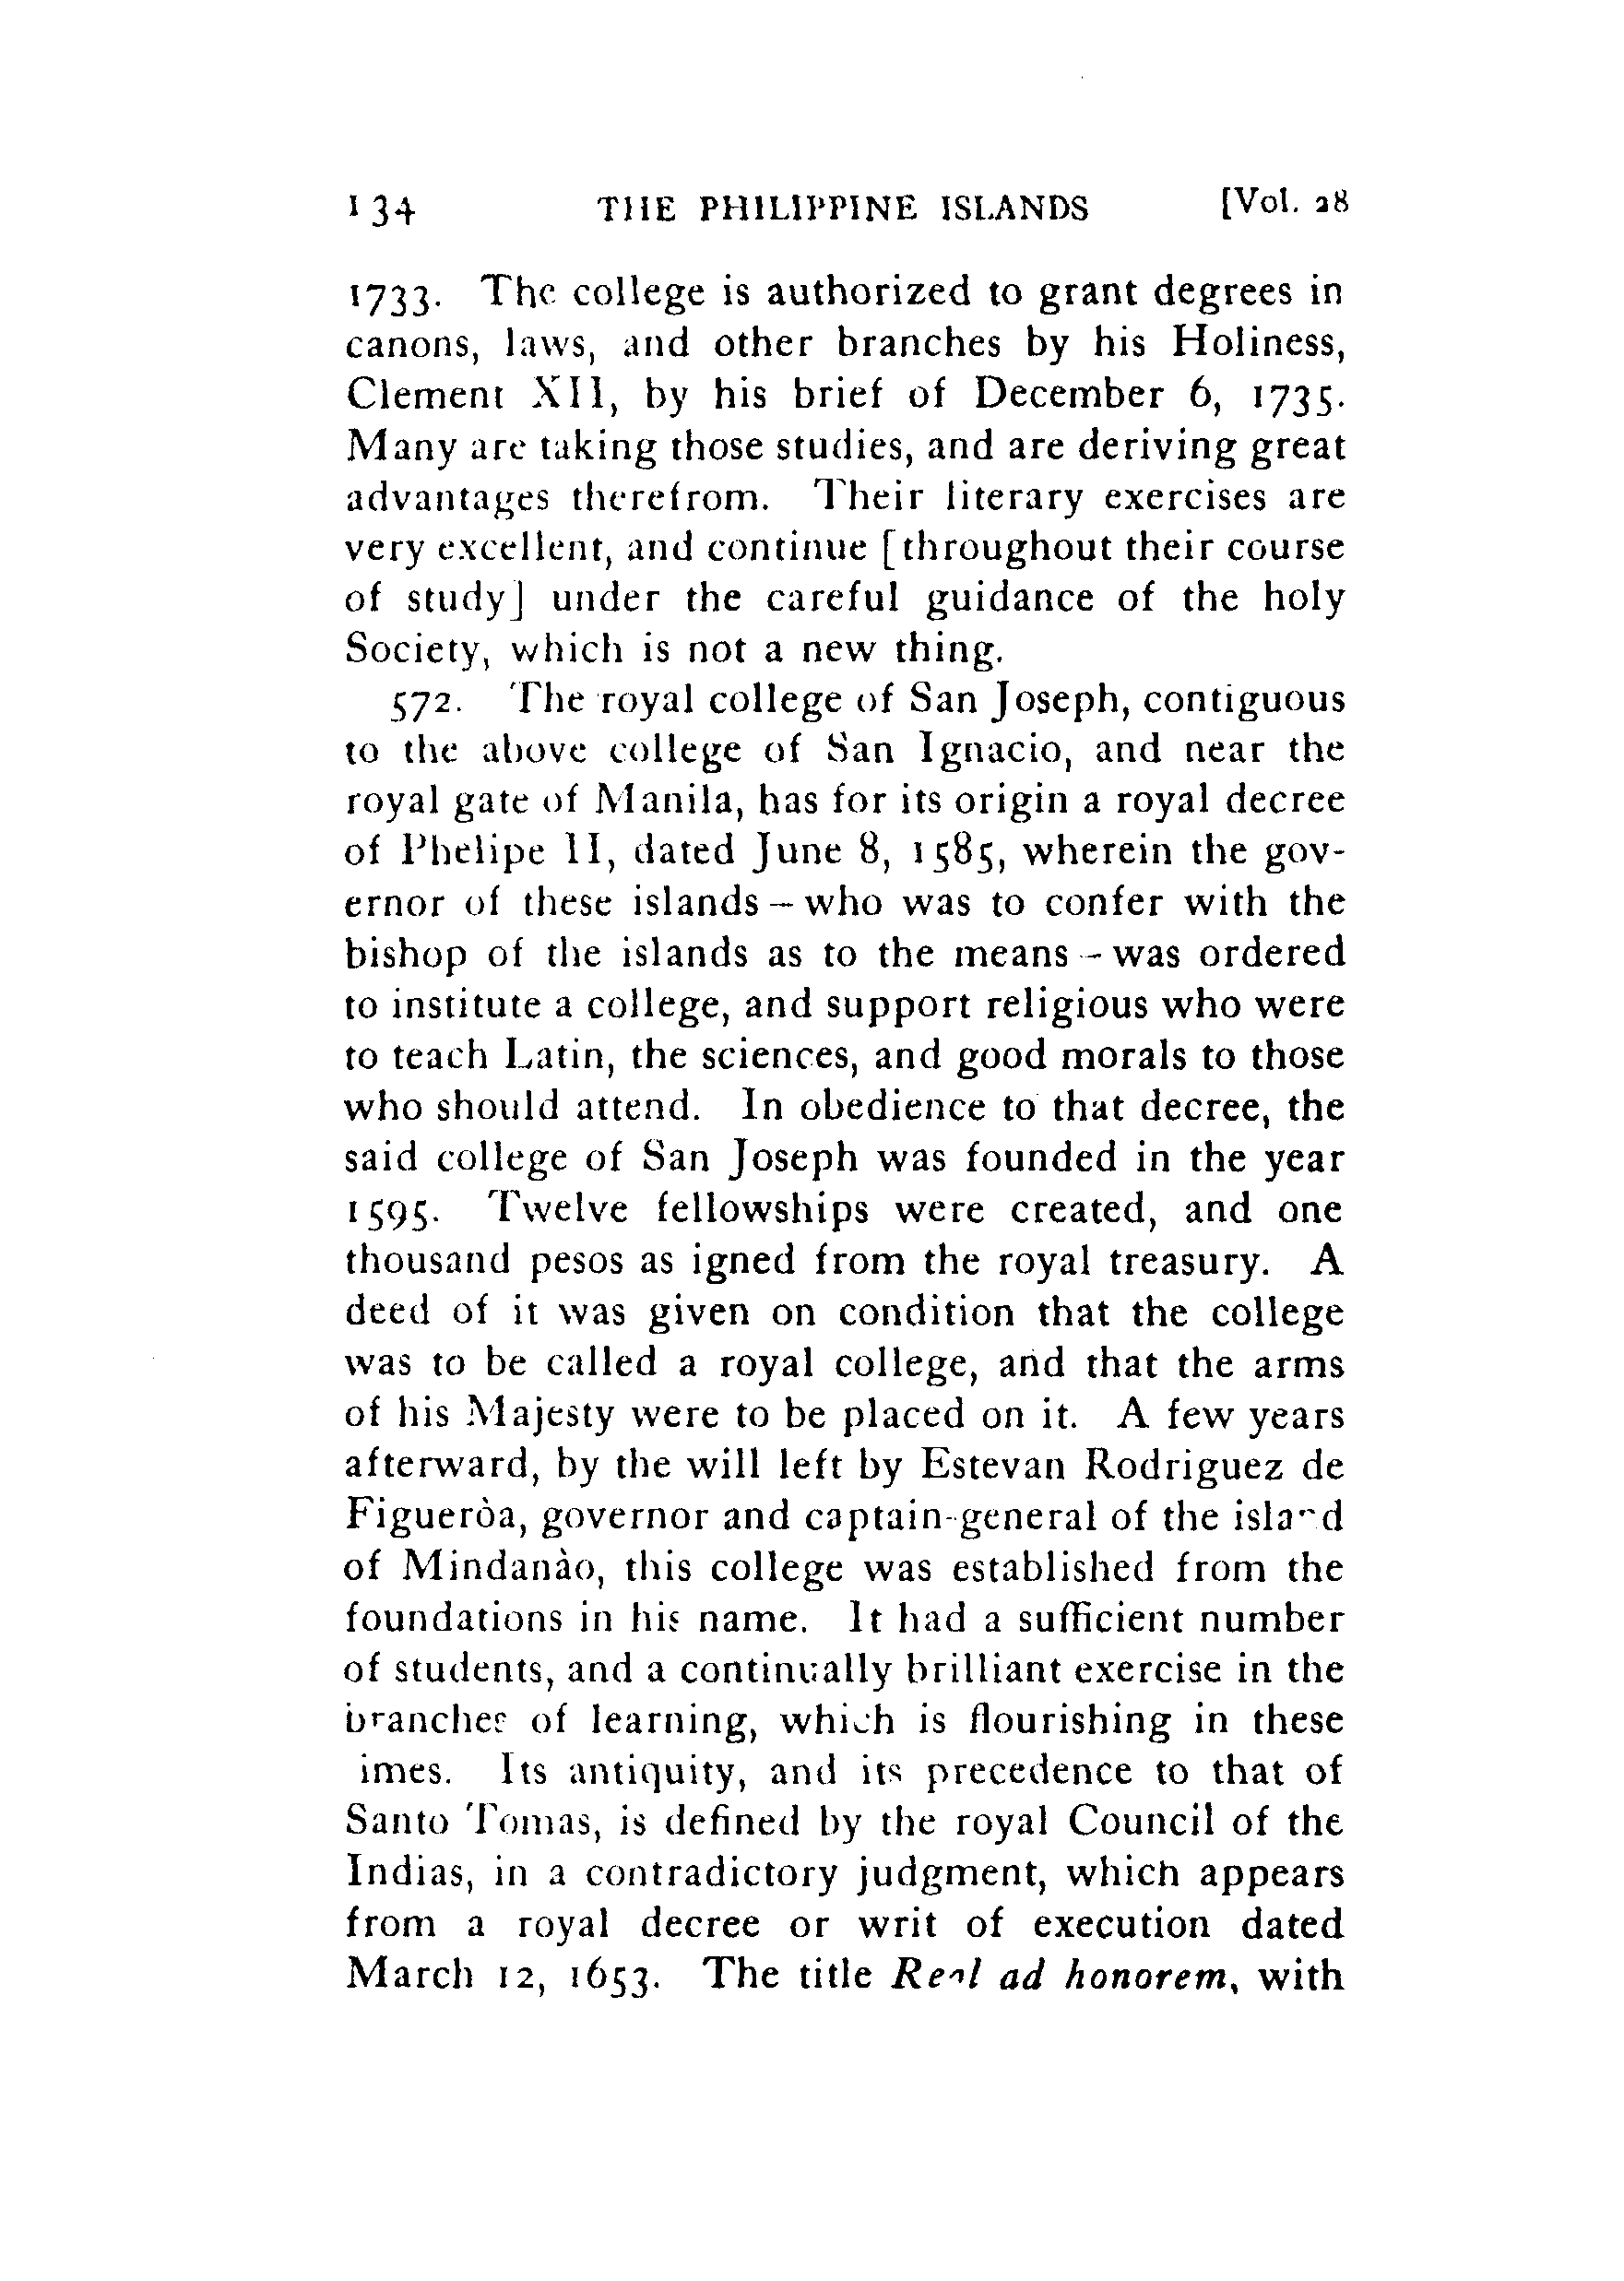 134 THE PHILIPPINE ISLANDS [Vol. 28
1733. The college is authorized to grant degrees in
canons, laws, and other branches by his Holiness,
Clement XII, by his brief of December 6, 1735.
Many are taking those studies, and are deriving great
advantages therefrom. Their literary exercises are
very excellent, and continue [throughout their course
of study] under the careful guidance of the holy
Society, which is not a new thing.
572. The royal college of San Joseph, contiguous
to the above college of San Ignacio, and near the
royal gate of Manila, has for its origin a royal decree
of Phelipe II, dated June 8, 1585, wherein the gov-
ernor of these islands – who was to confer with the
bishop of the islands as to the means – was ordered
to institute a college, and support religious who were
to teach Latin, the sciences, and good morals to those
who should attend. In obedience to that decree, the
said college of San Joseph was founded in the year
1595. Twelve fellowships were created, and one
thousand pesos as igned from the royal treasury. A
deed of it was given on condition that the college
was to be called a royal college, and that the arms
of his Majesty were to be placed on it. A few years
afterward, by the will left by Estevan Rodriguez de
Figueròa, governor and captain-general of the island
of Mindanào, this college was established from the
foundations in his name. It had a sufficient number
of students, and a continually brilliant exercise in the
branches of learning, which is flourishing in these
imes. Its antiquity, and its precedence to that of
Santo Tomas, is defined by the royal Council of the
Indias, in a contradictory judgment, which appears
from a royal decree or writ of execution dated
March 12, 1653. The title Real ad honorem, with